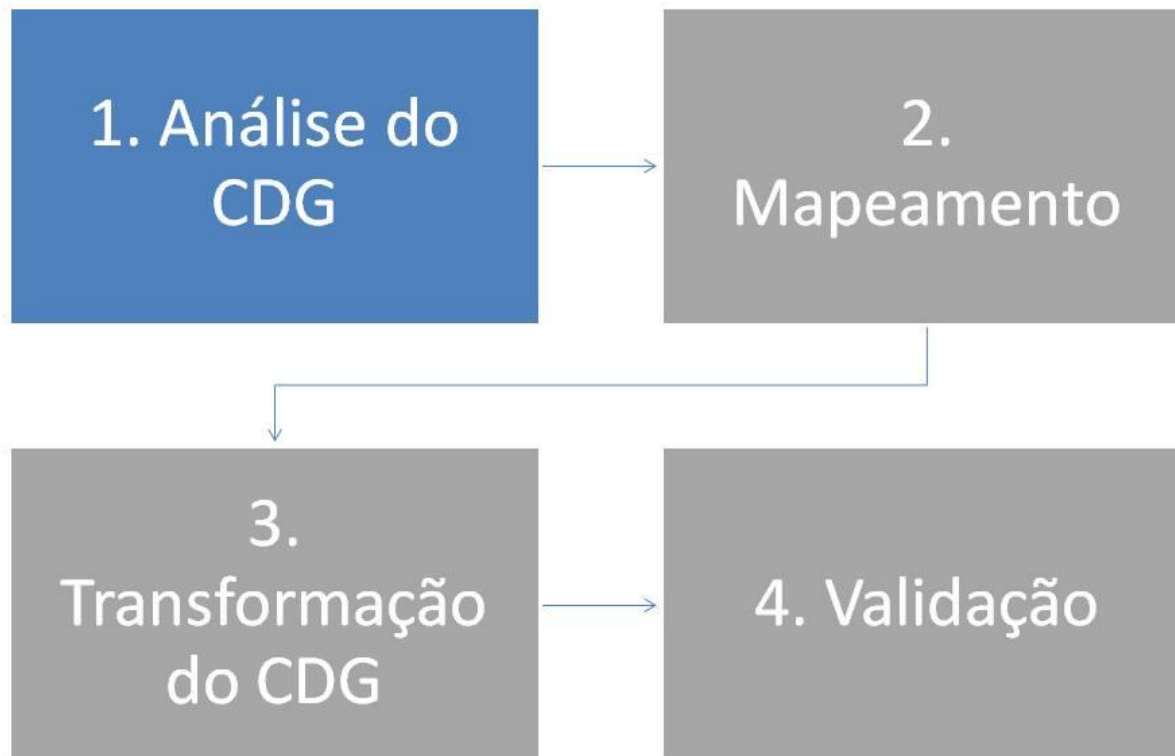 1. Análise do
CDG
2.
Mapeamento
3.
Transformação
do CDG
4. Validação